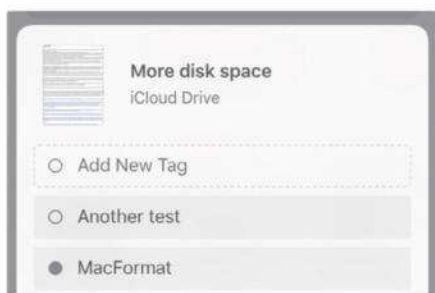 More disk space
iCloud Drive
Add New Tag
Another test
MacFormat